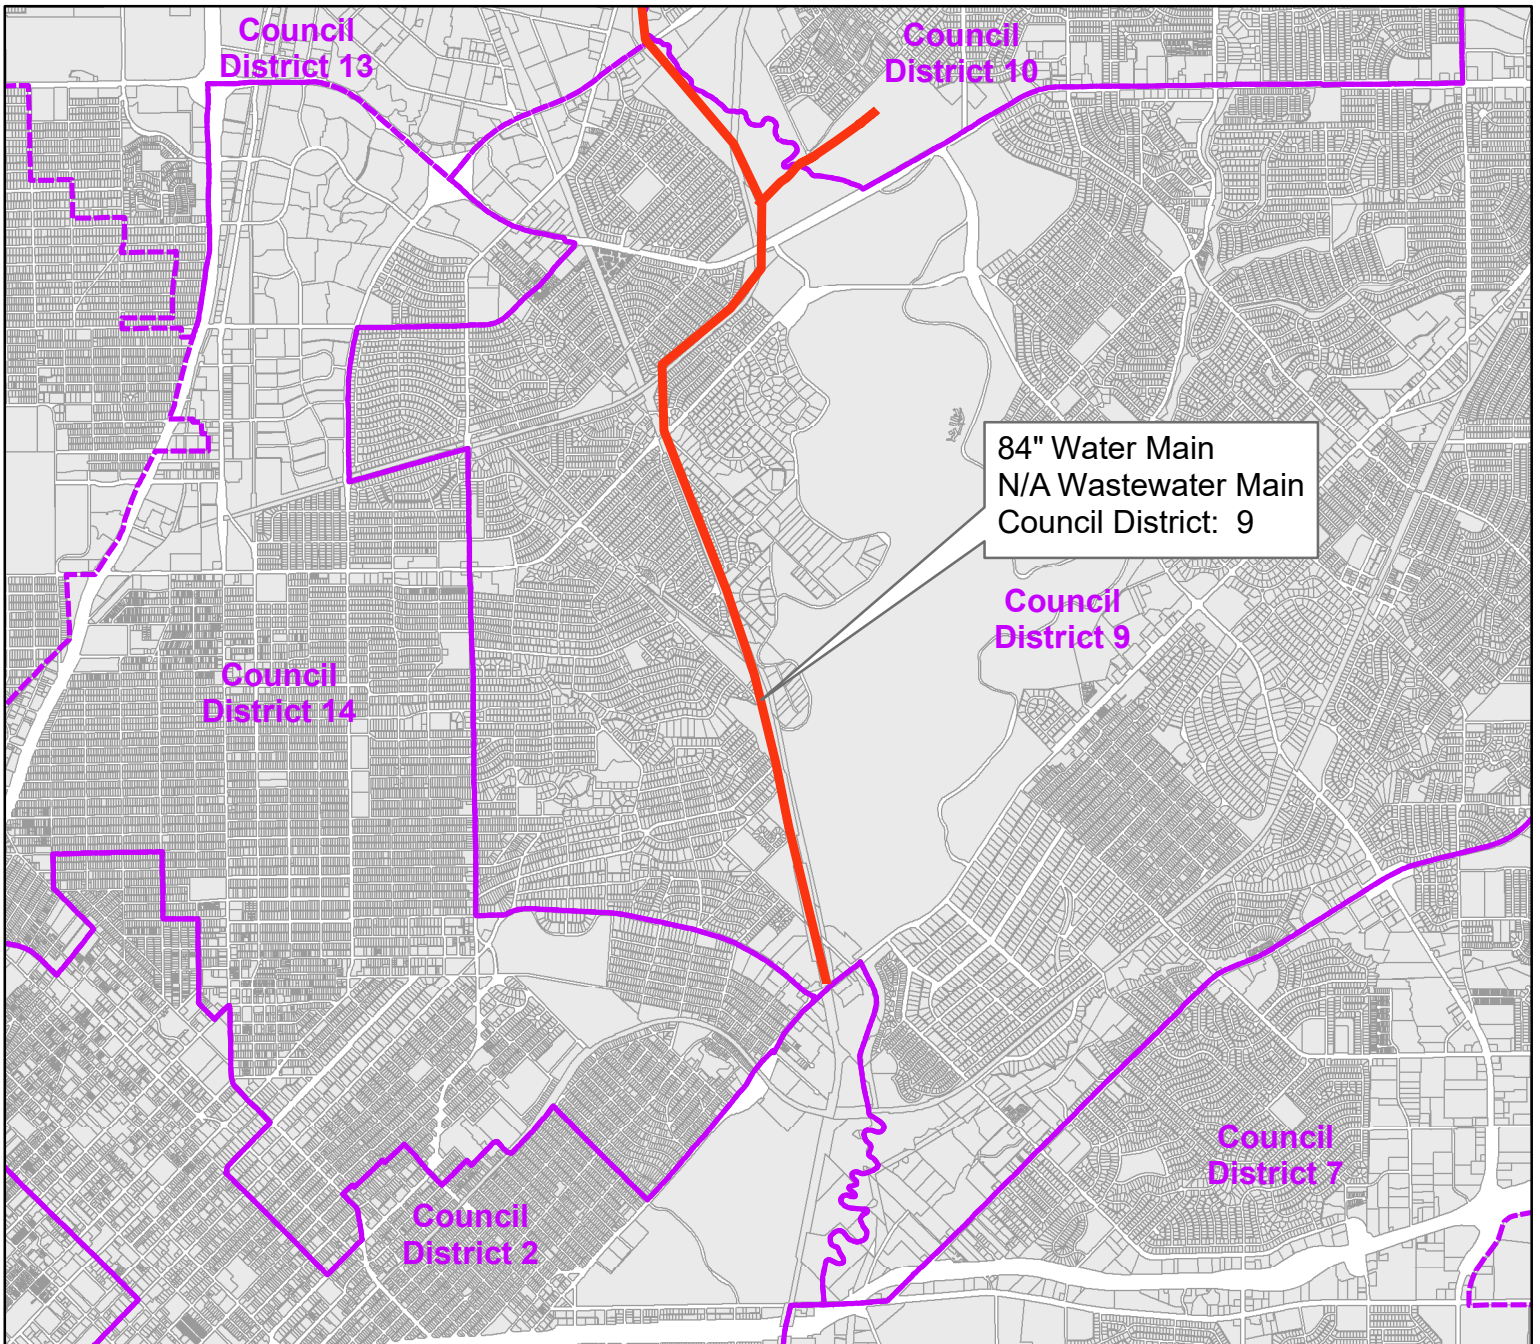 Council
District 13
Council
District 10
84" Water Main
N/A Wastewater Main
Council District:  9
Council
District 9
Council
District 14
Council
District 7
Council
District 2